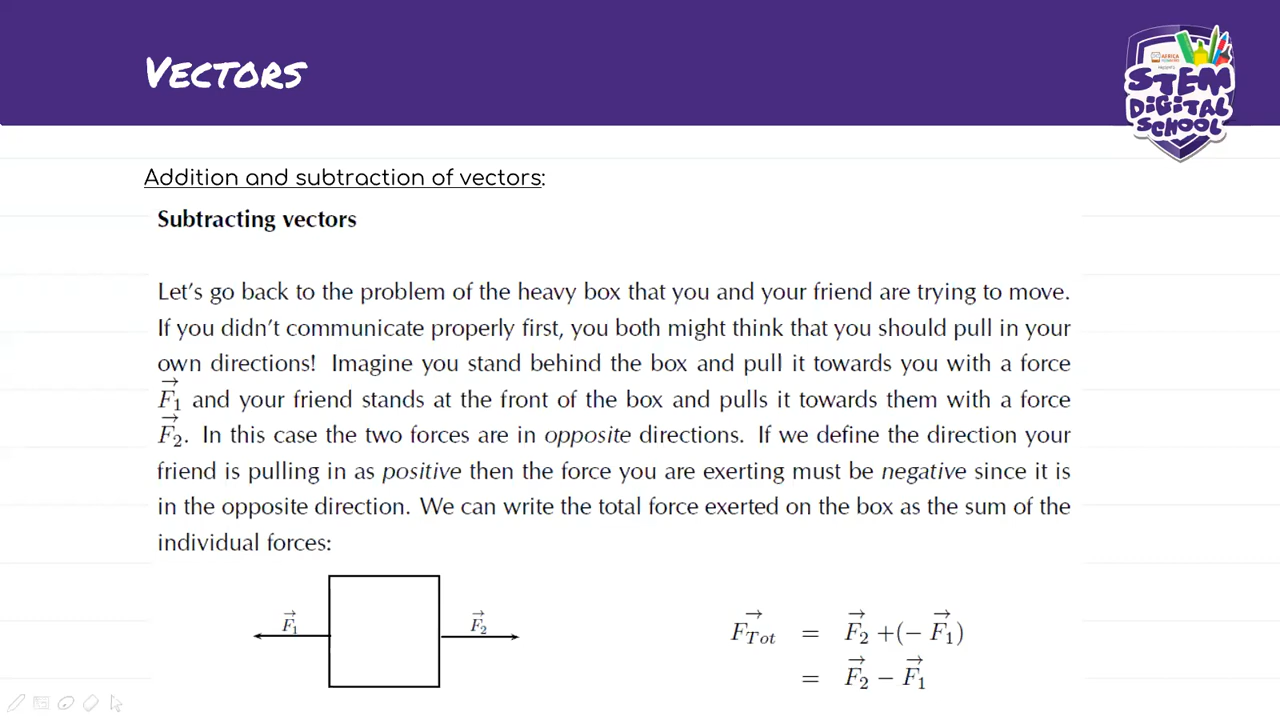 VECTORS
AFRICA
STEM
DIGITAL
SCHOOL
Addition and subtraction of vectors:
Subtracting vectors
Let's go back to the problem of the heavy box that you and your friend are trying to move.
If you didn't communicate properly first, you both might think that you should pull in your
own directions! Imagine you stand behind the box and pull it towards you with a force
F⃗₁ and your friend stands at the front of the box and pulls it towards them with a force
F⃗₂. In this case the two forces are in opposite directions. If we define the direction your
friend is pulling in as positive then the force you are exerting must be negative since it is
in the opposite direction. We can write the total force exerted on the box as the sum of the
individual forces:
F⃗₁
F⃗₂
F⃗_Tot = F⃗₂ +(− F⃗₁)
= F⃗₂ − F⃗₁